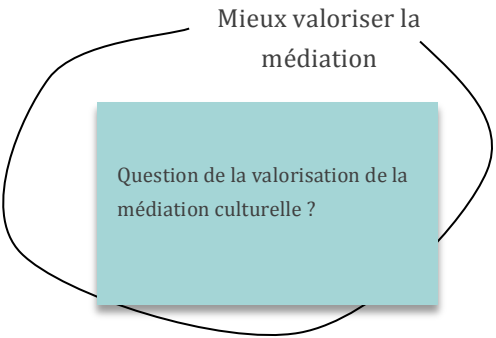 Mieux valoriser la
médiation
Question de la valorisation de la
médiation culturelle ?